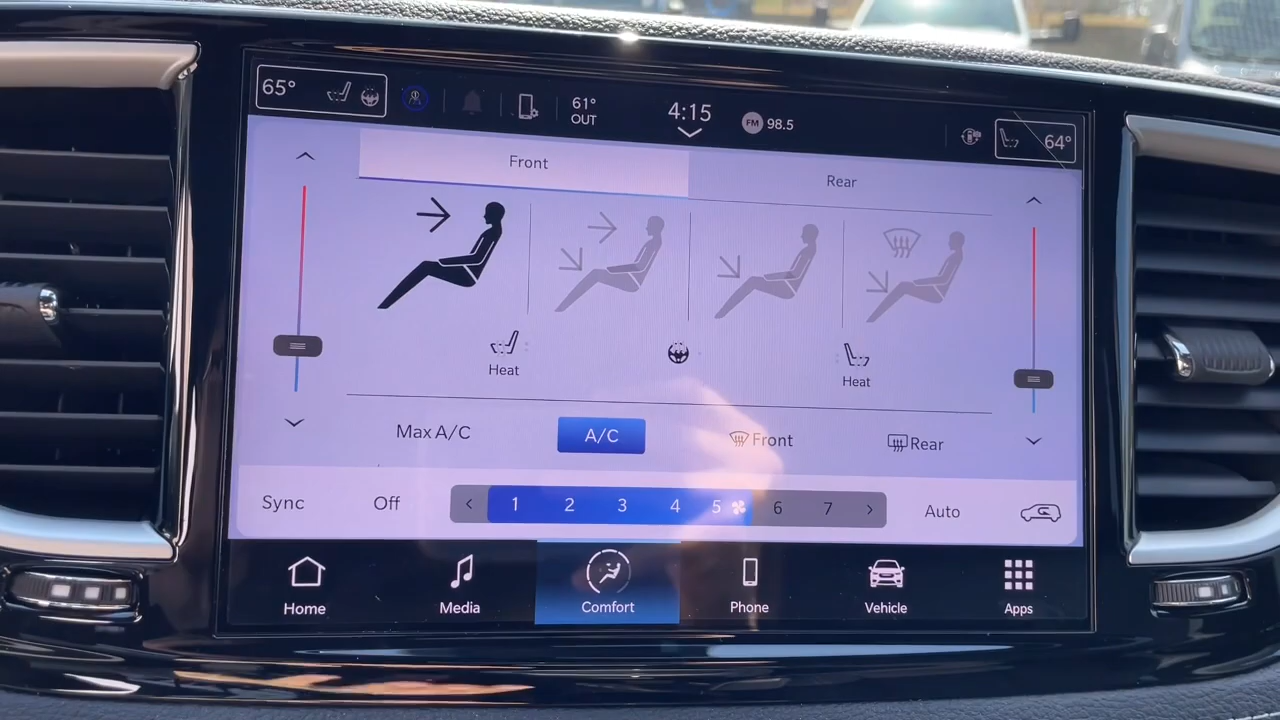 65°
61°
OUT
4:15
FM 98.5
64°
Front
Rear
Heat
Heat
Max A/C
A/C
Front
Rear
Sync
Off
< 1 2 3 4 5 6 7 >
Auto
Home
Media
Comfort
Phone
Vehicle
Apps